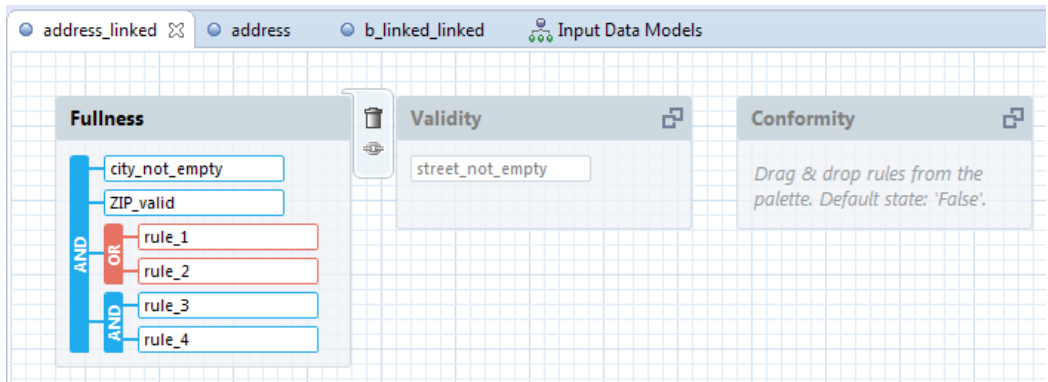 address_linked address b_linked_linked Input Data Models
Fullness Validity Conformity
city_not_empty street_not_empty Drag & drop rules from the
ZIP_valid palette. Default state: 'False'.
AND
OR
rule_1
rule_2
AND
rule_3
rule_4